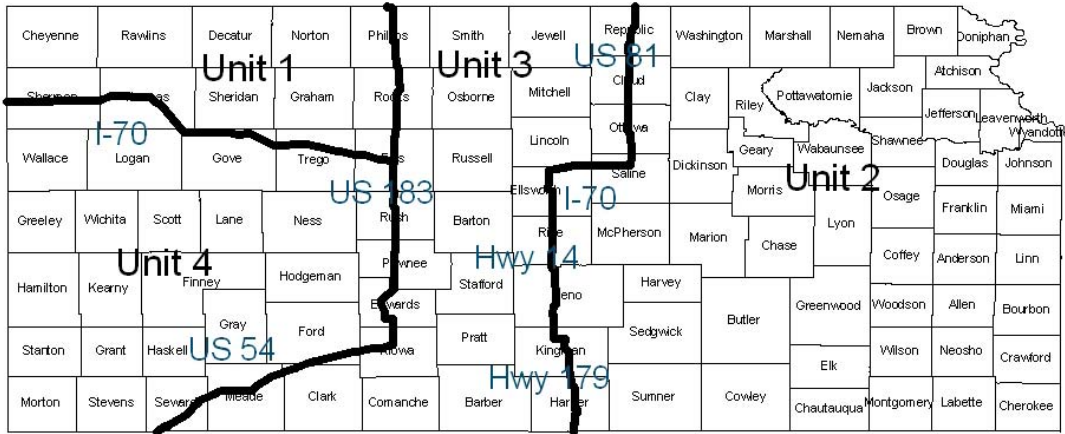 Cheyenne Rawlins Decatur Norton Phillips Smith Jewell Republic Washington Marshall Nemaha Brown Doniphan
US 81
Unit 1 Unit 3
Sherman Thomas Sheridan Graham Rooks Osborne Mitchell Cloud Clay Riley Pottawatomie Jackson Atchison
Jefferson Leavenworth
Wyandotte
I-70
Lincoln Ottawa
Wallace Logan Gove Trego Ellis Russell Dickinson Geary Wabaunsee Shawnee Douglas Johnson
Saline
US 183 Ellsworth I-70 Morris Unit 2 Osage
Greeley Wichita Scott Lane Ness Rush Barton Rice McPherson Marion Chase Lyon Franklin Miami
Hwy 14
Unit 4
Hamilton Kearny Finney Hodgeman Pawnee Stafford Reno Harvey Coffey Anderson Linn
Edwards
Gray Ford Pratt Sedgwick Butler Greenwood Woodson Allen Bourbon
Stanton Grant Haskell US 54 Kiowa Kingman Elk Wilson Neosho Crawford
Hwy 179
Morton Stevens Seward Meade Clark Comanche Barber Harper Sumner Cowley Chautauqua Montgomery Labette Cherokee